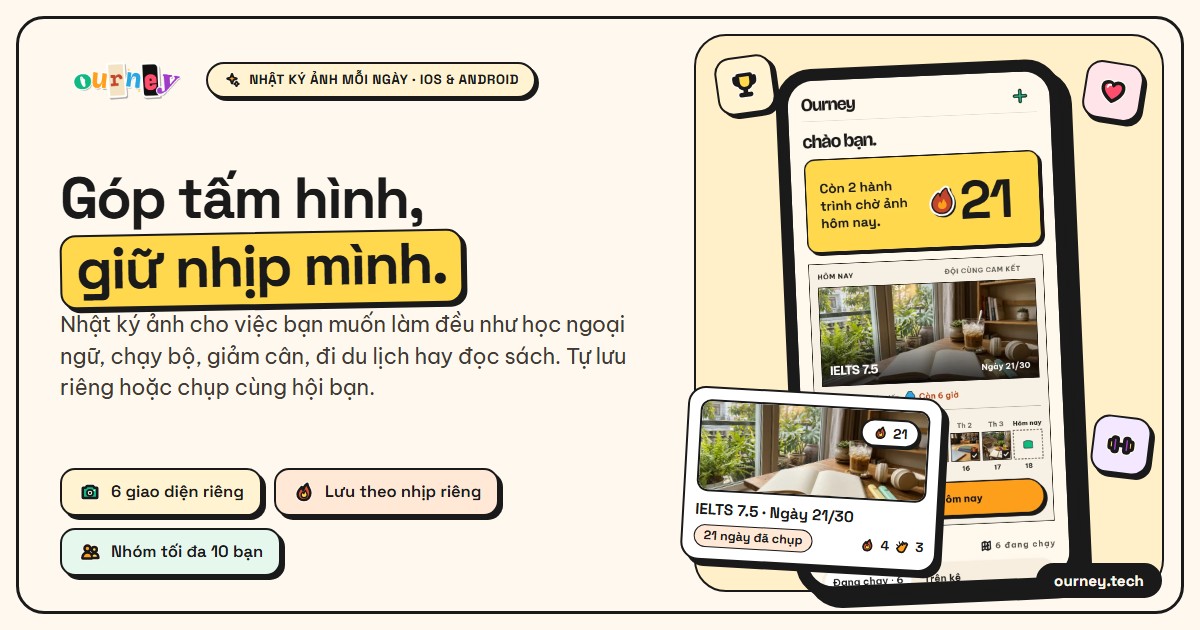 ourney
NHẬT KÝ ẢNH MỖI NGÀY · IOS & ANDROID
Góp tấm hình,
giữ nhịp mình.
Nhật ký ảnh cho việc bạn muốn làm đều như học ngoại
ngữ, chạy bộ, giảm cân, đi du lịch hay đọc sách. Tự lưu
riêng hoặc chụp cùng hội bạn.
6 giao diện riêng
Lưu theo nhịp riêng
Nhóm tối đa 10 bạn
Ourney
chào bạn.
Còn 2 hành
trình chờ ảnh
hôm nay.
21
HÔM NAY
ĐỘI CÙNG CAM KẾT
IELTS 7.5
Ngày 21/30
Còn 6 giờ
Th 2 Th 3 Hôm nay
16 17 18
ôm nay
6 đang chạy
Đang chạy · 6
Trên kệ
21
IELTS 7.5 · Ngày 21/30
21 ngày đã chụp
4 3
ourney.tech